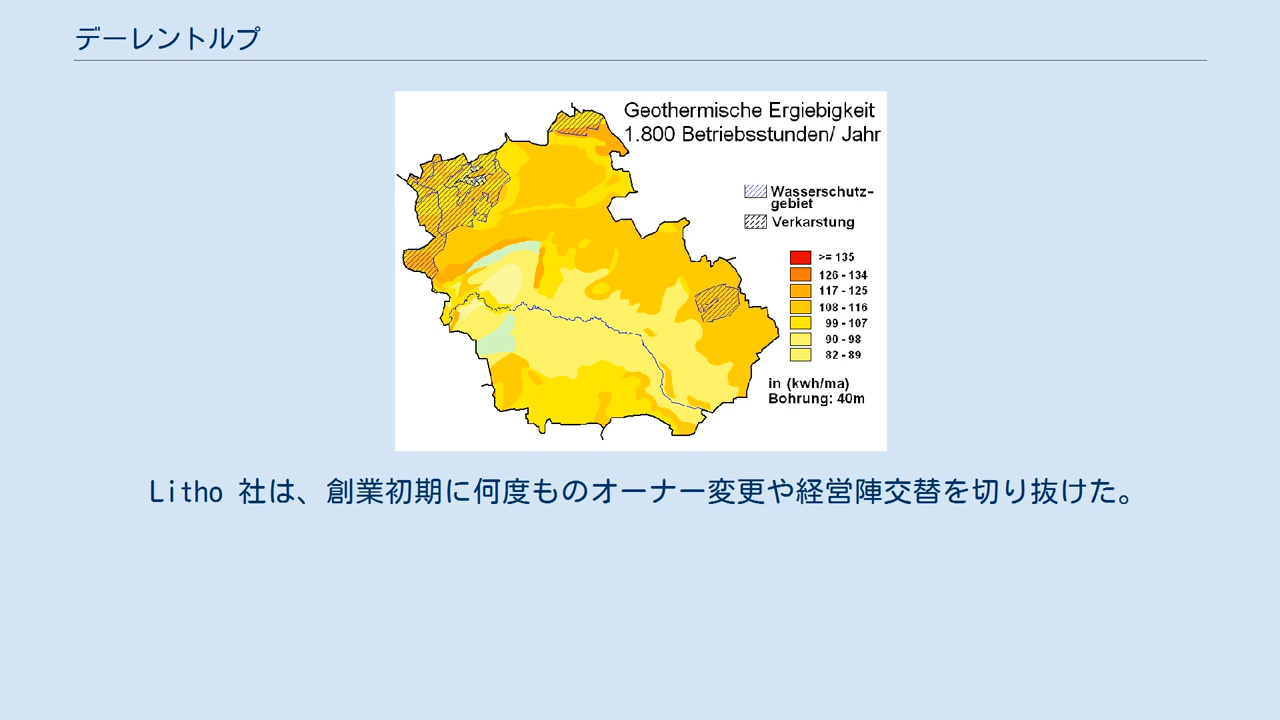 デーレントルプ
Geothermische Ergiebigkeit
1.800 Betriebsstunden/ Jahr
Wasserschutz-
gebiet
Verkarstung
>= 135
126 - 134
117 - 125
108 - 116
99 - 107
90 - 98
82 - 89
in (kwh/ma)
Bohrung: 40m
Litho 社は、創業初期に何度ものオーナー変更や経営陣交替を切り抜けた。